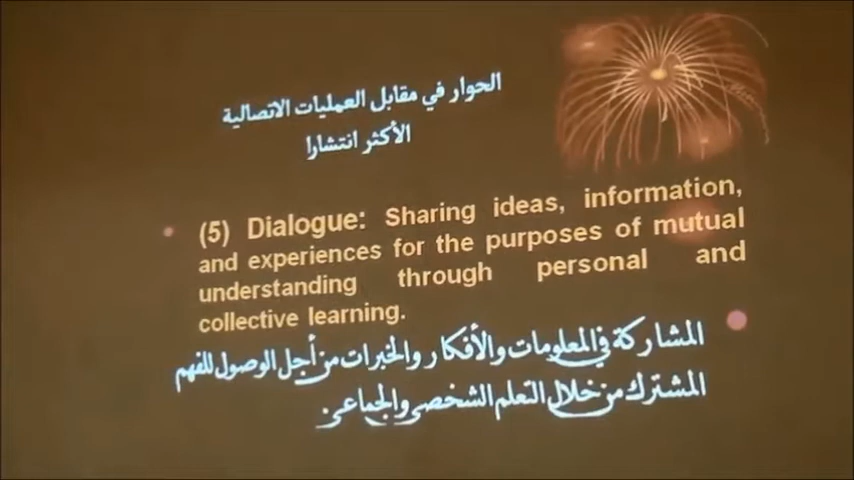 الحوار في مقابل العمليات الاتصالية
الأكثر انتشارا
(5) Dialogue: Sharing ideas, information,
and experiences for the purposes of mutual
understanding through personal and
collective learning.
المشاركة في المعلومات والأفكار والخبرات من أجل الوصول للفهم
المشترك من خلال التعلم الشخصي والجماعي.